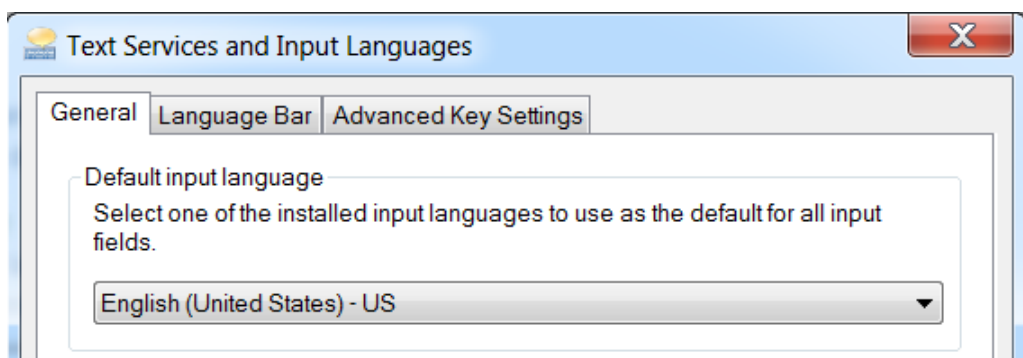 Text Services and Input Languages
General Language Bar Advanced Key Settings
Default input language
Select one of the installed input languages to use as the default for all input
fields.
English (United States) - US